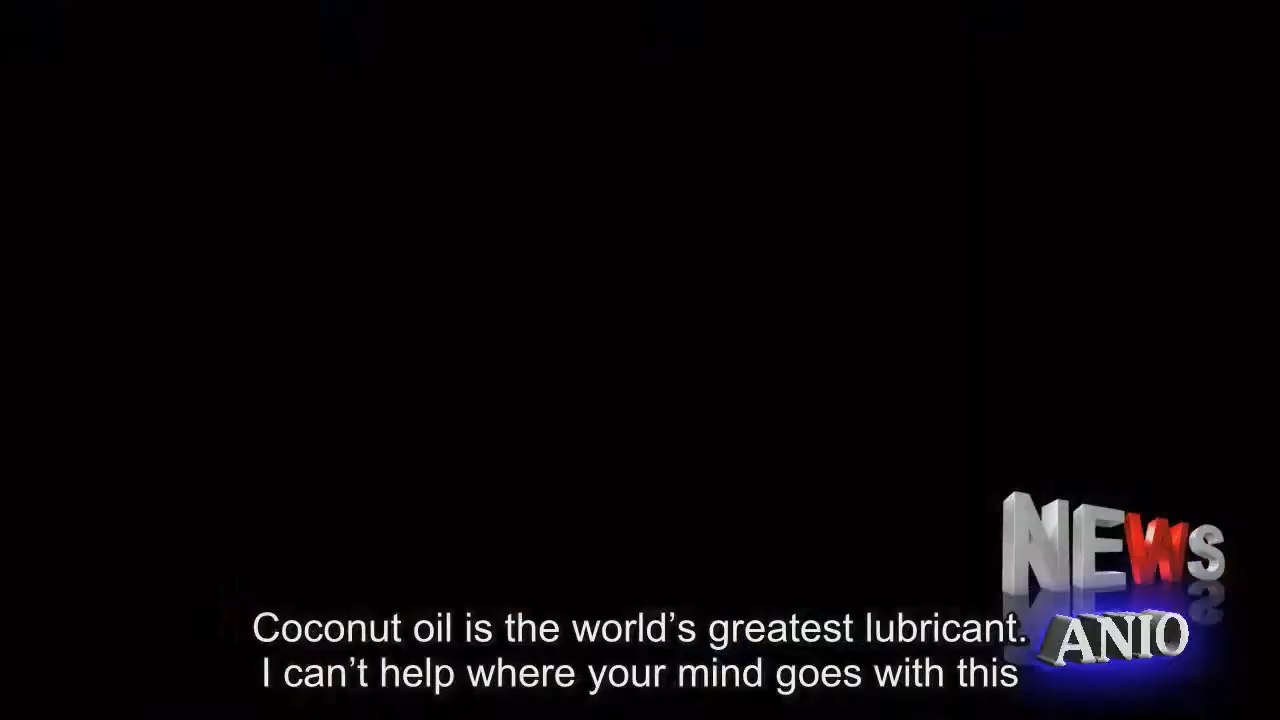 NEWS
ANIO
Coconut oil is the world’s greatest lubricant.
I can’t help where your mind goes with this